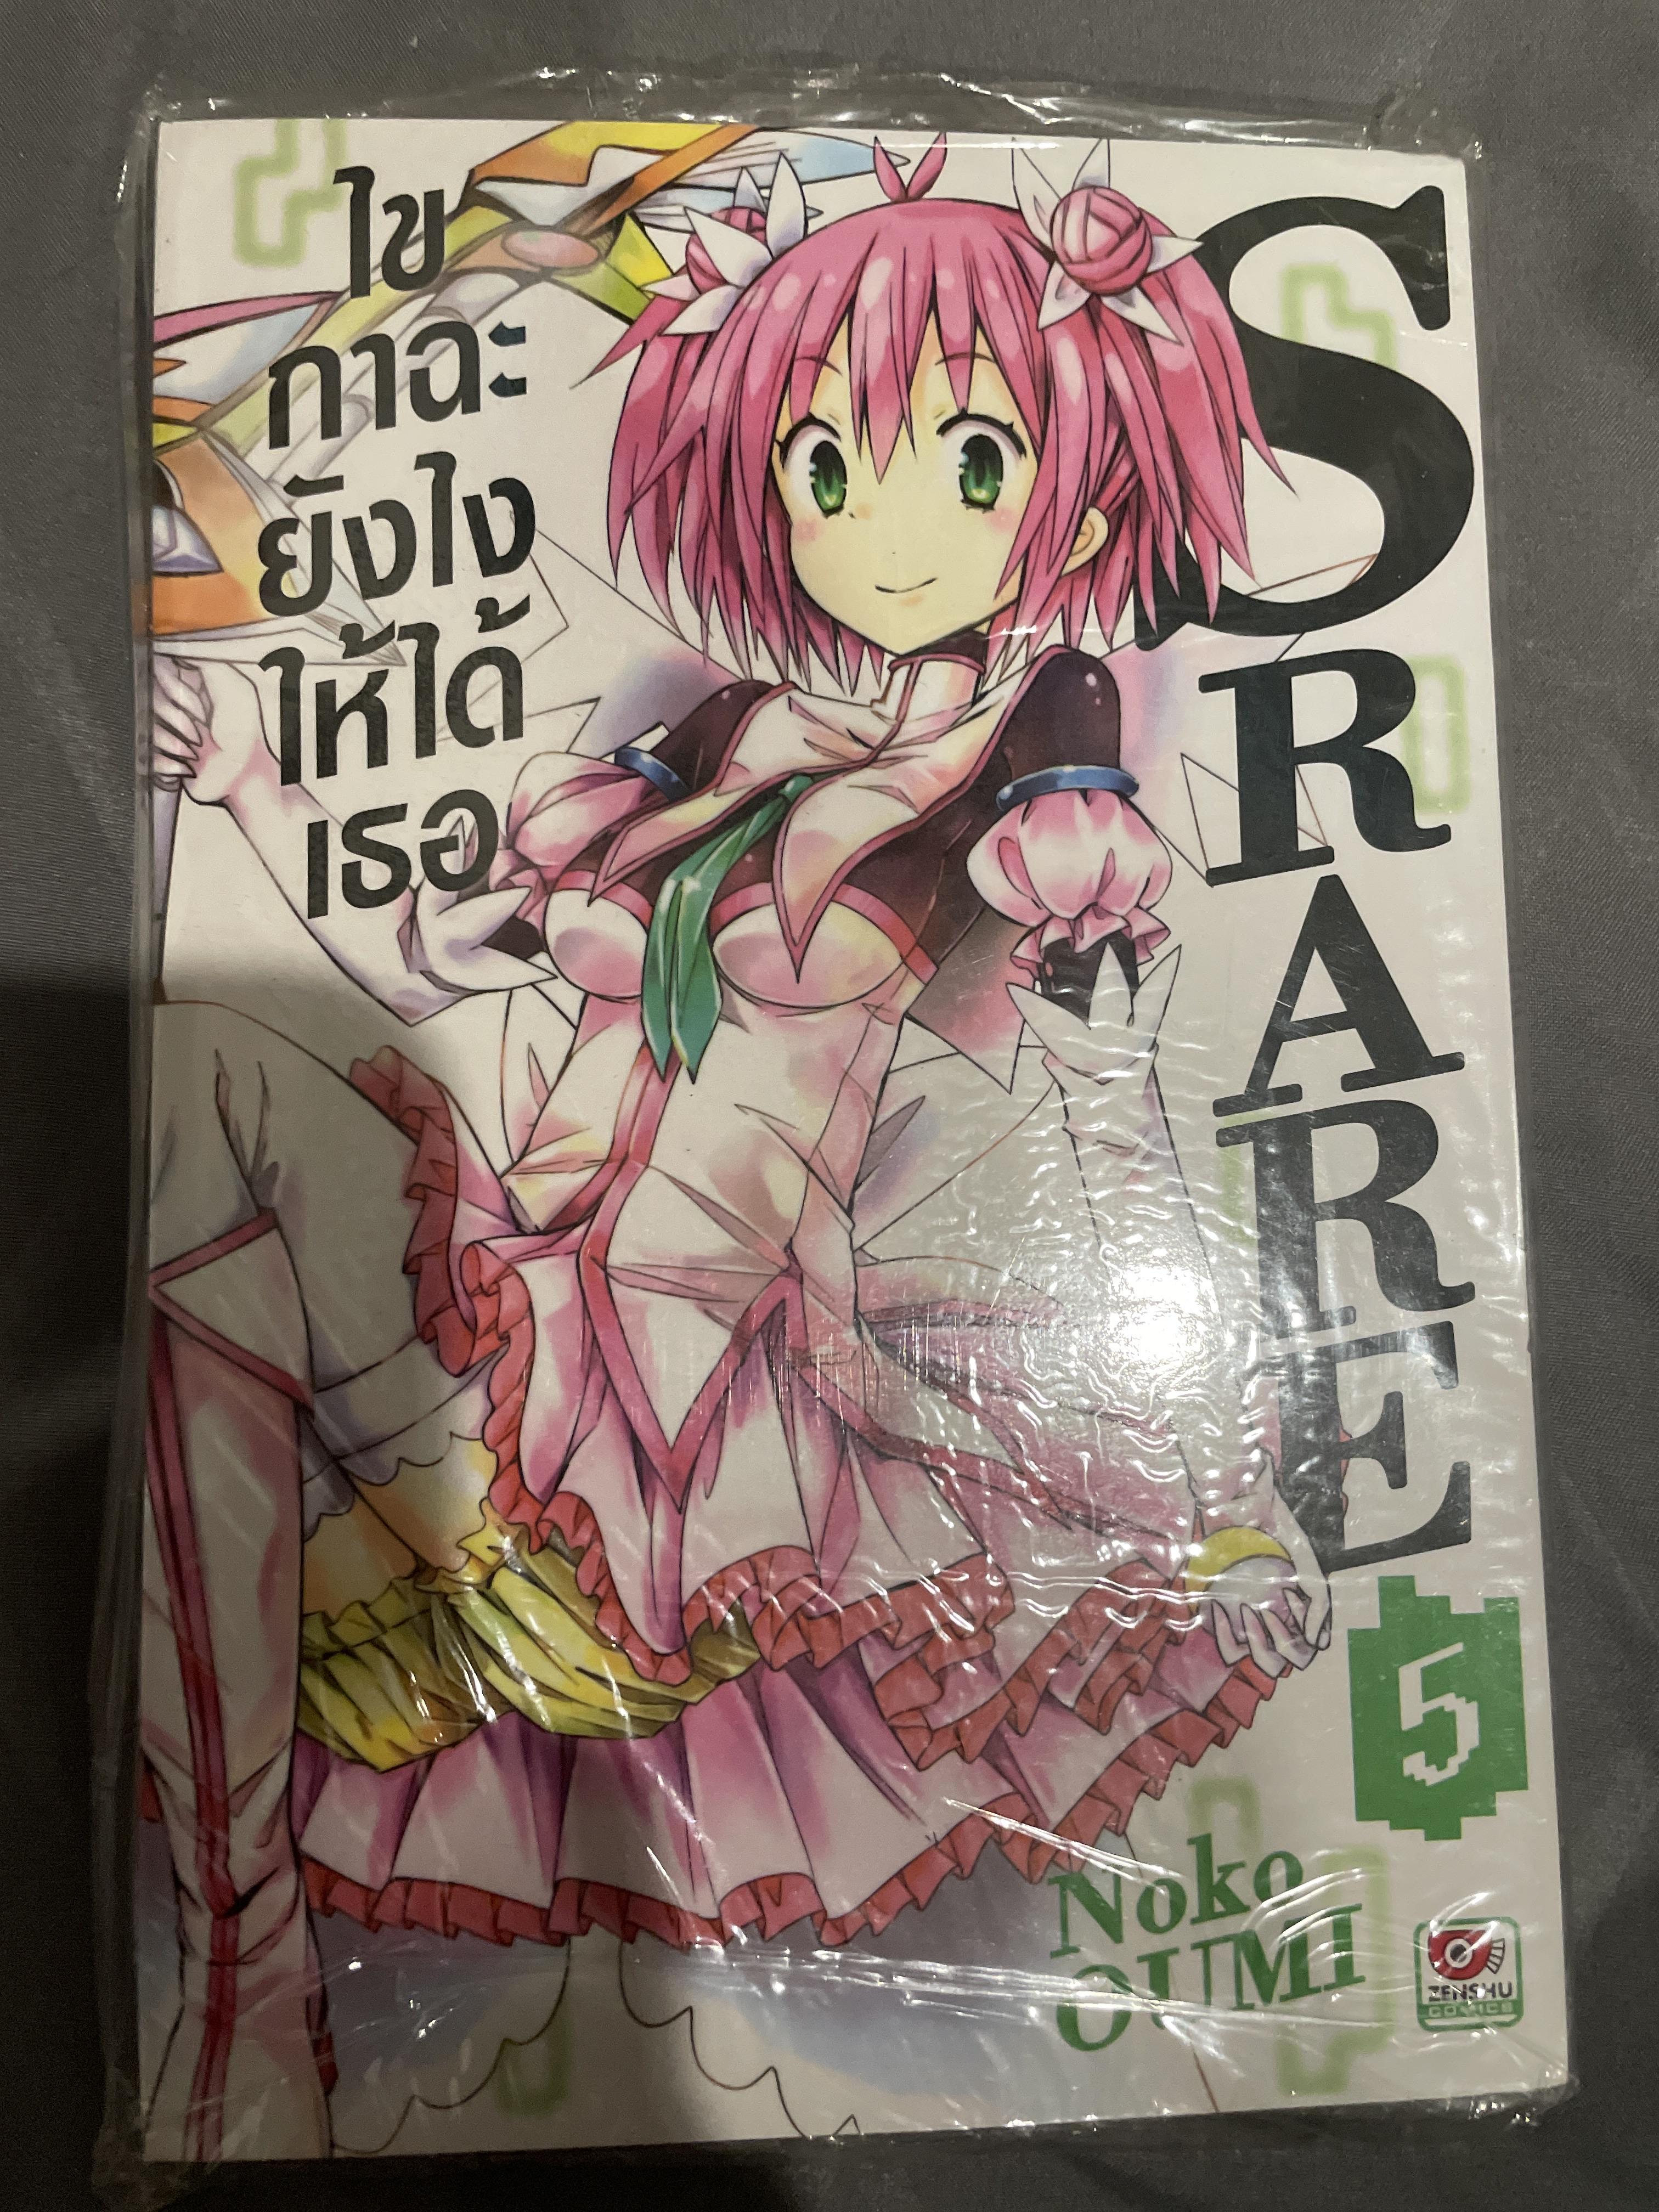 ไข
กาฉะ
ยังไง
ให้ได้
เธอ
SRARE
5
Noko
OUMI
ZENSHU
COMICS